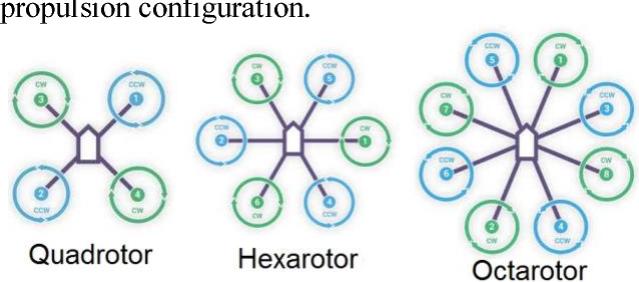 propulsion configuration.
CW
3
CCW
1
2
CCW
4
CW
Quadrotor
CW
3
CCW
5
CCW
2
CW
1
6
CW
4
CCW
Hexarotor
CCW
5
CW
1
CW
7
CCW
3
CCW
6
CW
8
2
CW
4
CCW
Octarotor